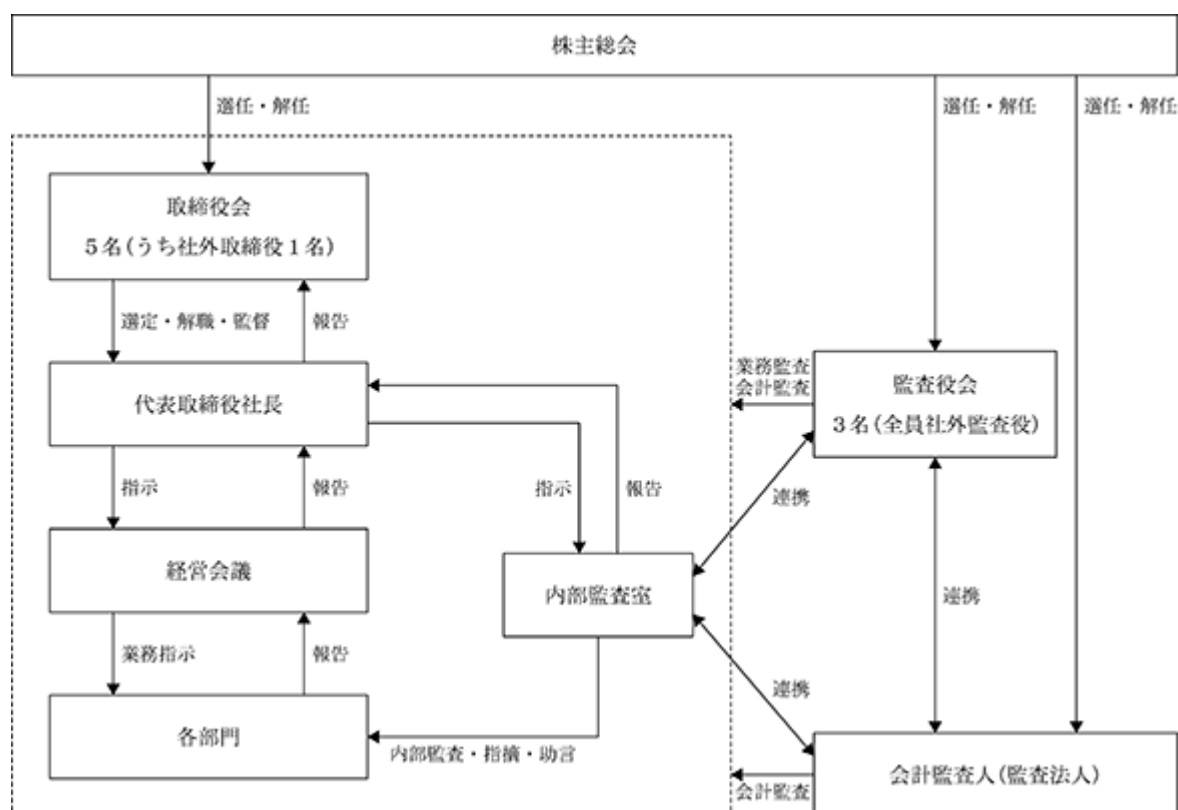 株主総会
選任・解任
選任・解任
選任・解任
取締役会
5名(うち社外取締役1名)
選定・解職・監督
報告
代表取締役社長
業務監査
会計監査
監査役会
3名(全員社外監査役)
指示
報告
指示
報告
連携
経営会議
内部監査室
連携
業務指示
報告
連携
各部門
内部監査・指摘・助言
会計監査
会計監査人(監査法人)